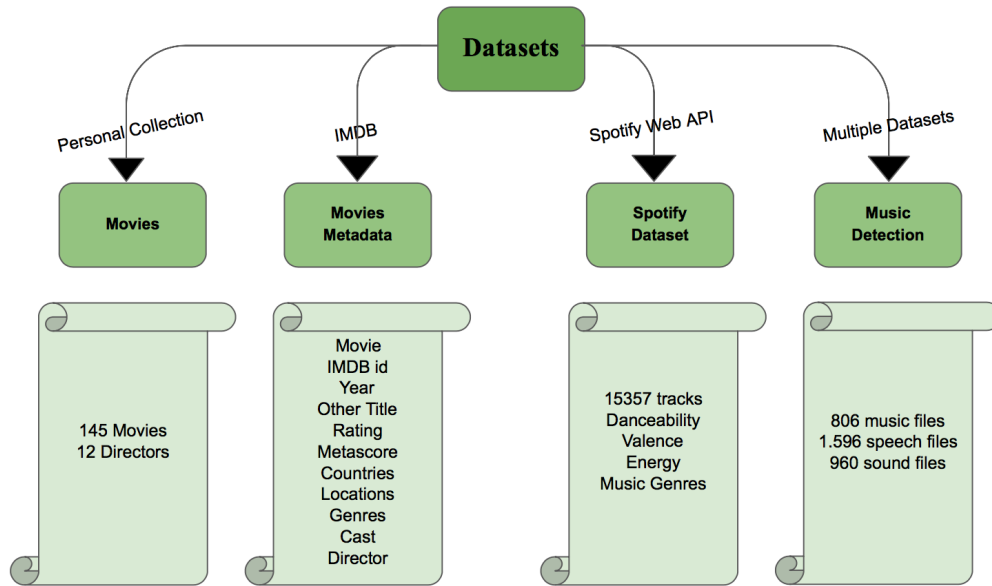 Datasets
Personal Collection
IMDB
Spotify Web API
Multiple Datasets
Movies
Movies
Metadata
Spotify
Dataset
Music
Detection
145 Movies
12 Directors
Movie
IMDB id
Year
Other Title
Rating
Metascore
Countries
Locations
Genres
Cast
Director
15357 tracks
Danceability
Valence
Energy
Music Genres
806 music files
1.596 speech files
960 sound files